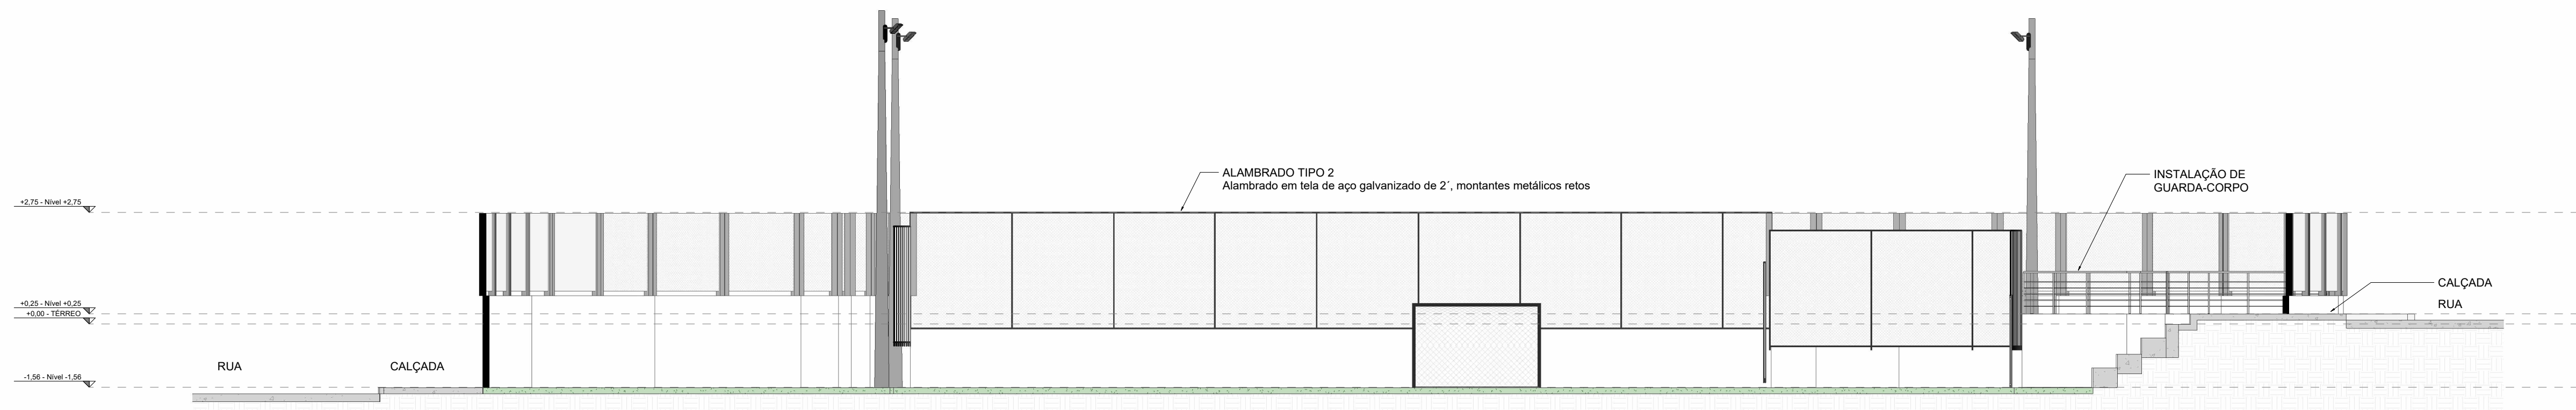 ALAMBRADO TIPO 2
Alambrado em tela de aço galvanizado de 2´, montantes metálicos retos
INSTALAÇÃO DE
GUARDA-CORPO
+2,75 - Nível +2,75
CALÇADA
+0,25 - Nível +0,25
RUA
+0,00 - TÉRREO
RUA
CALÇADA
-1,56 - Nível -1,56